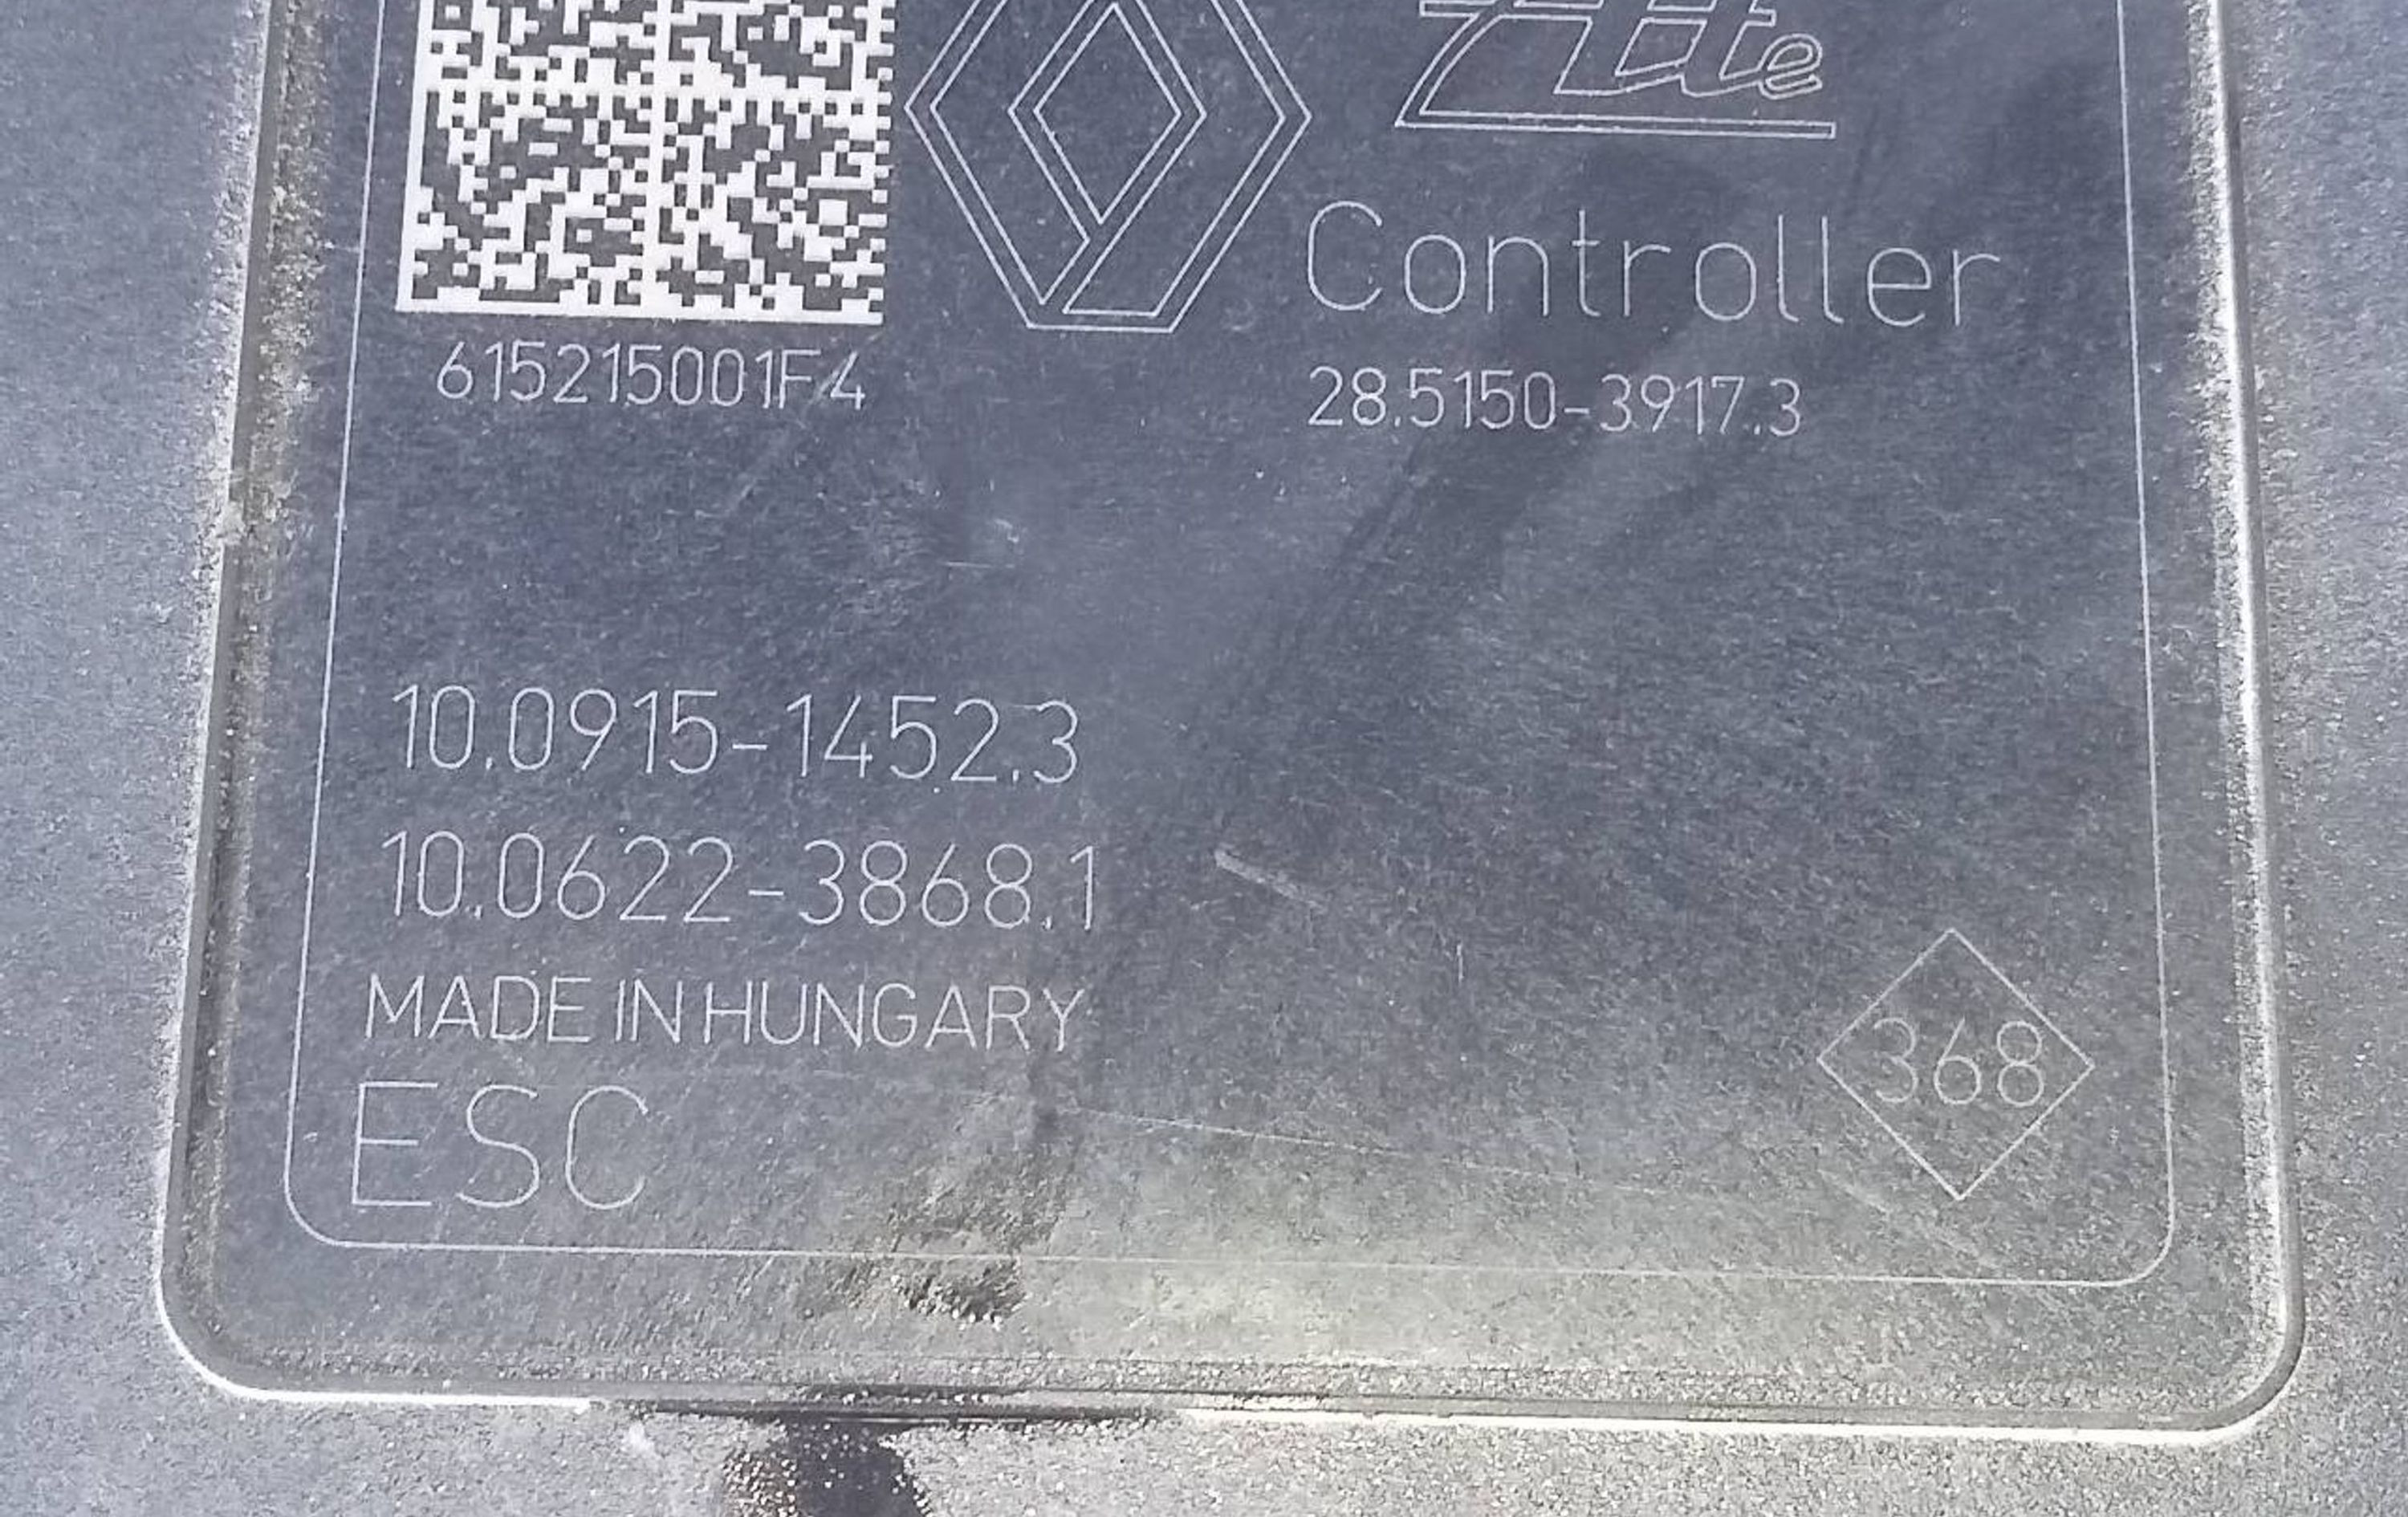 Ate
Controller
615215001F4
28.5150-3917.3
10.0915-1452.3
10.0622-3868.1
MADE IN HUNGARY
ESC
368